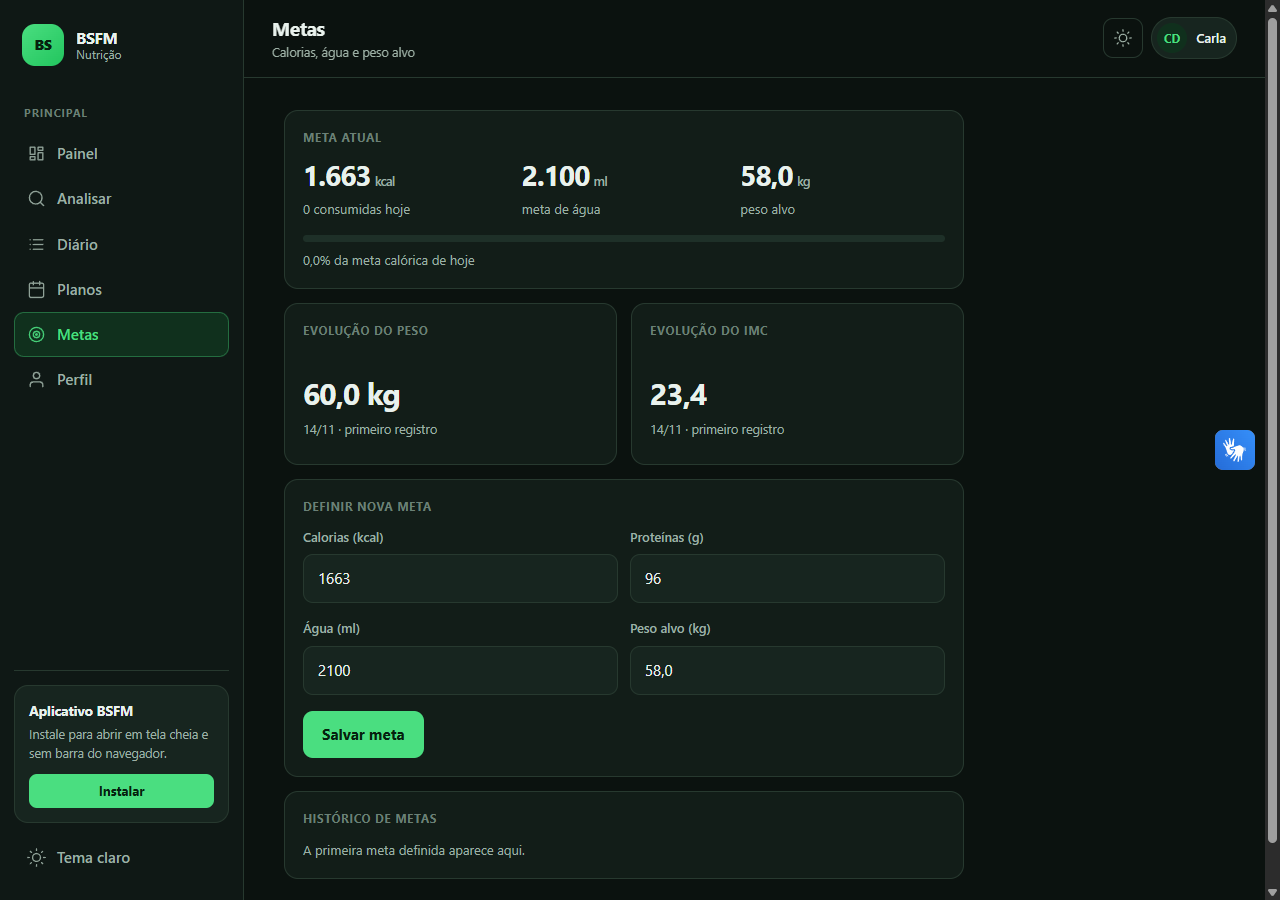 BS
BSFM
Nutrição
PRINCIPAL
Painel
Analisar
Diário
Planos
Metas
Perfil
Aplicativo BSFM
Instale para abrir em tela cheia e
sem barra do navegador.
Instalar
Tema claro
Metas
Calorias, água e peso alvo
CD Carla
META ATUAL
1.663 kcal
0 consumidas hoje
2.100 ml
meta de água
58,0 kg
peso alvo
0,0% da meta calórica de hoje
EVOLUÇÃO DO PESO
60,0 kg
14/11 · primeiro registro
EVOLUÇÃO DO IMC
23,4
14/11 · primeiro registro
DEFINIR NOVA META
Calorias (kcal)
1663
Proteínas (g)
96
Água (ml)
2100
Peso alvo (kg)
58,0
Salvar meta
HISTÓRICO DE METAS
A primeira meta definida aparece aqui.